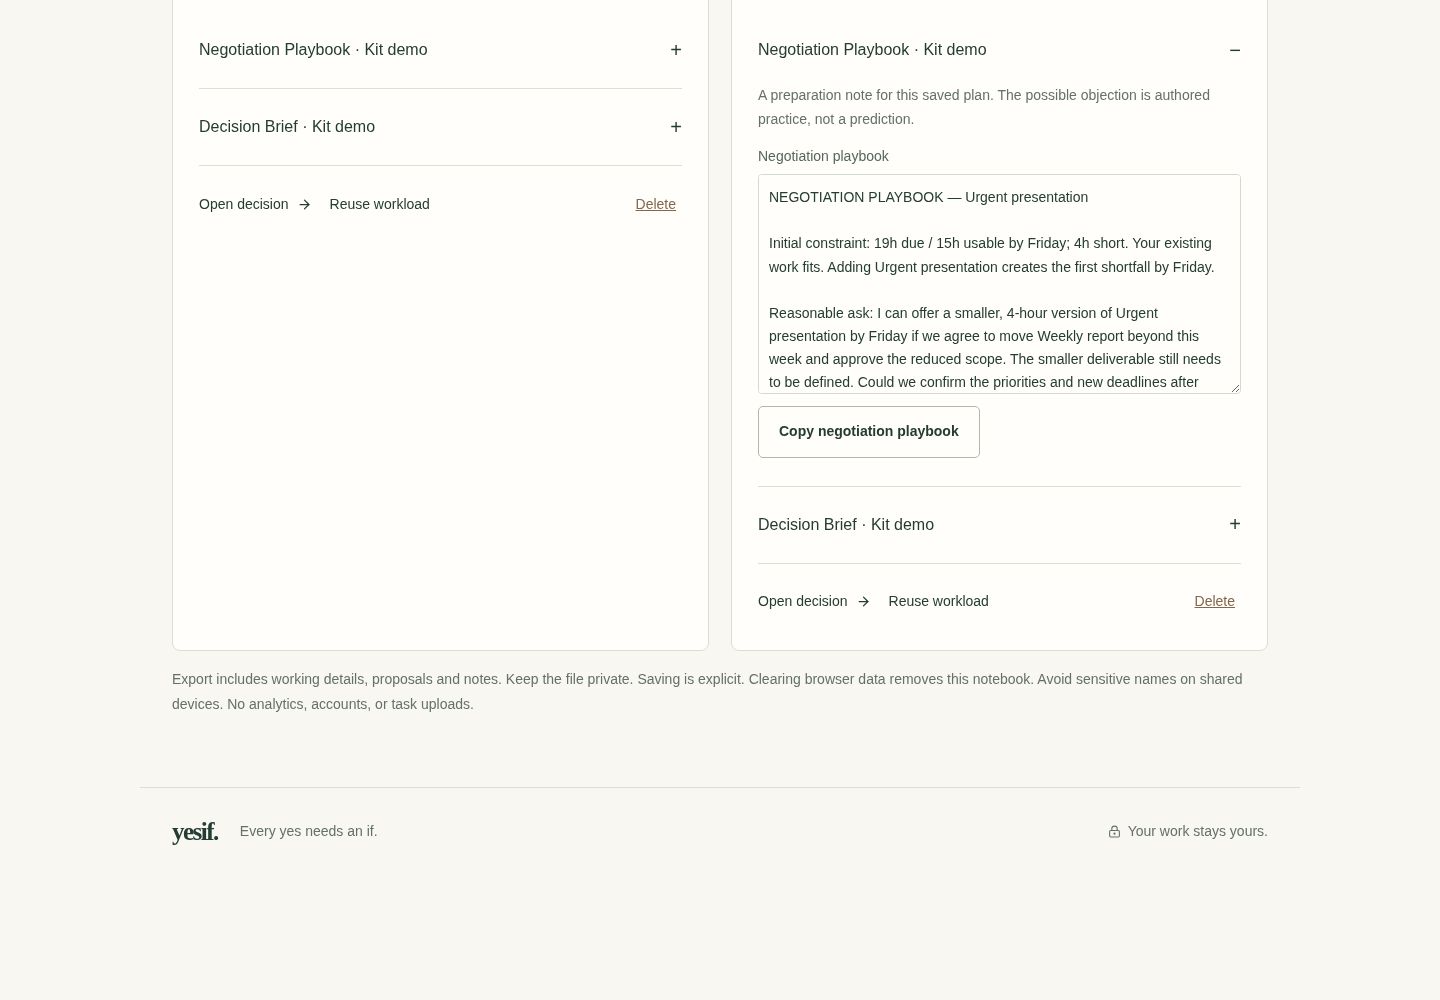 Negotiation Playbook · Kit demo +
Decision Brief · Kit demo +
Open decision → Reuse workload Delete
Negotiation Playbook · Kit demo −
A preparation note for this saved plan. The possible objection is authored
practice, not a prediction.
Negotiation playbook
NEGOTIATION PLAYBOOK — Urgent presentation
Initial constraint: 19h due / 15h usable by Friday; 4h short. Your existing
work fits. Adding Urgent presentation creates the first shortfall by Friday.
Reasonable ask: I can offer a smaller, 4-hour version of Urgent
presentation by Friday if we agree to move Weekly report beyond this
week and approve the reduced scope. The smaller deliverable still needs
to be defined. Could we confirm the priorities and new deadlines after
Copy negotiation playbook
Decision Brief · Kit demo +
Open decision → Reuse workload Delete
Export includes working details, proposals and notes. Keep the file private. Saving is explicit. Clearing browser data removes this notebook. Avoid sensitive names on shared
devices. No analytics, accounts, or task uploads.
yesif. Every yes needs an if. Your work stays yours.